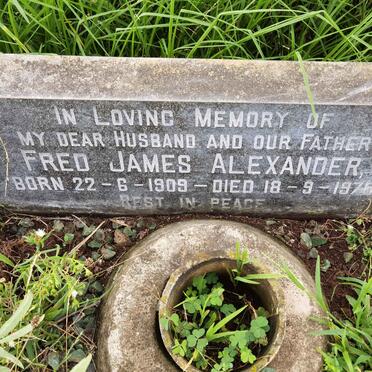 IN LOVING MEMORY OF
MY DEAR HUSBAND AND OUR FATHER
FRED JAMES ALEXANDER,
BORN 22-6-1909 - DIED 18-9-1976
REST IN PEACE